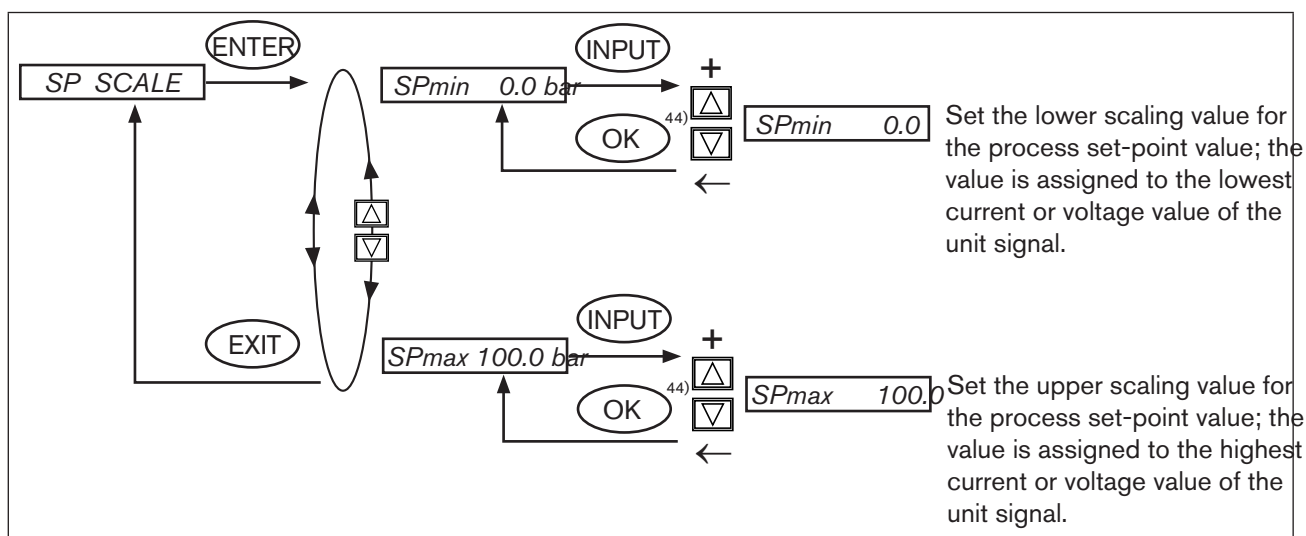 ENTER
SP SCALE
SPmin 0.0 bar
INPUT
+
44)
OK
←
SPmin 0.0
Set the lower scaling value for
the process set-point value; the
value is assigned to the lowest
current or voltage value of the
unit signal.
EXIT
SPmax 100.0 bar
INPUT
+
44)
OK
←
SPmax 100.0
Set the upper scaling value for
the process set-point value; the
value is assigned to the highest
current or voltage value of the
unit signal.